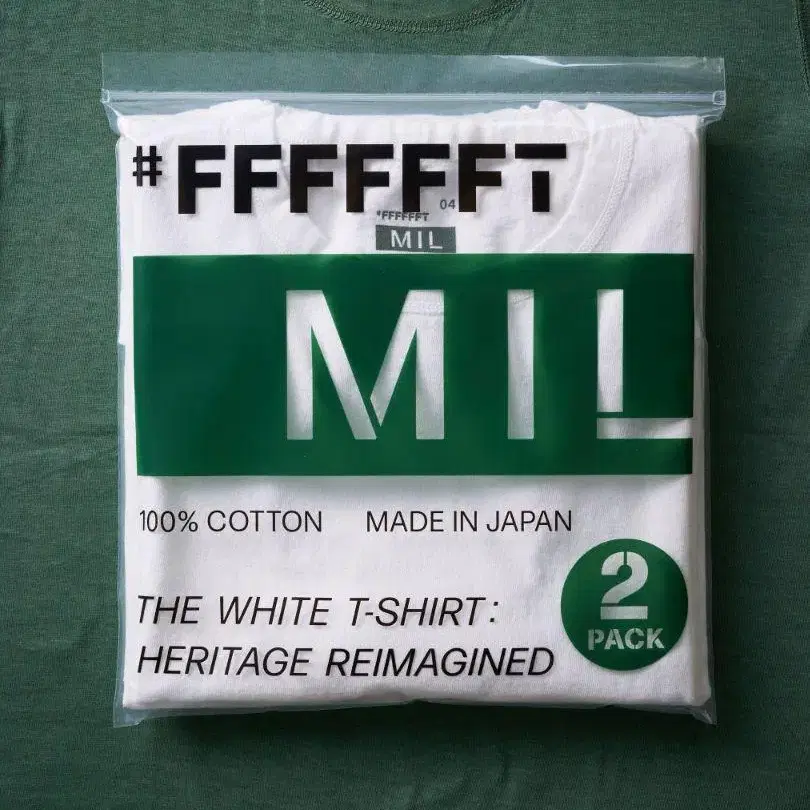 #FFFFFFT
04
#FFFFFFT
MIL
MIL
100% COTTON MADE IN JAPAN
2
PACK
THE WHITE T-SHIRT:
HERITAGE REIMAGINED